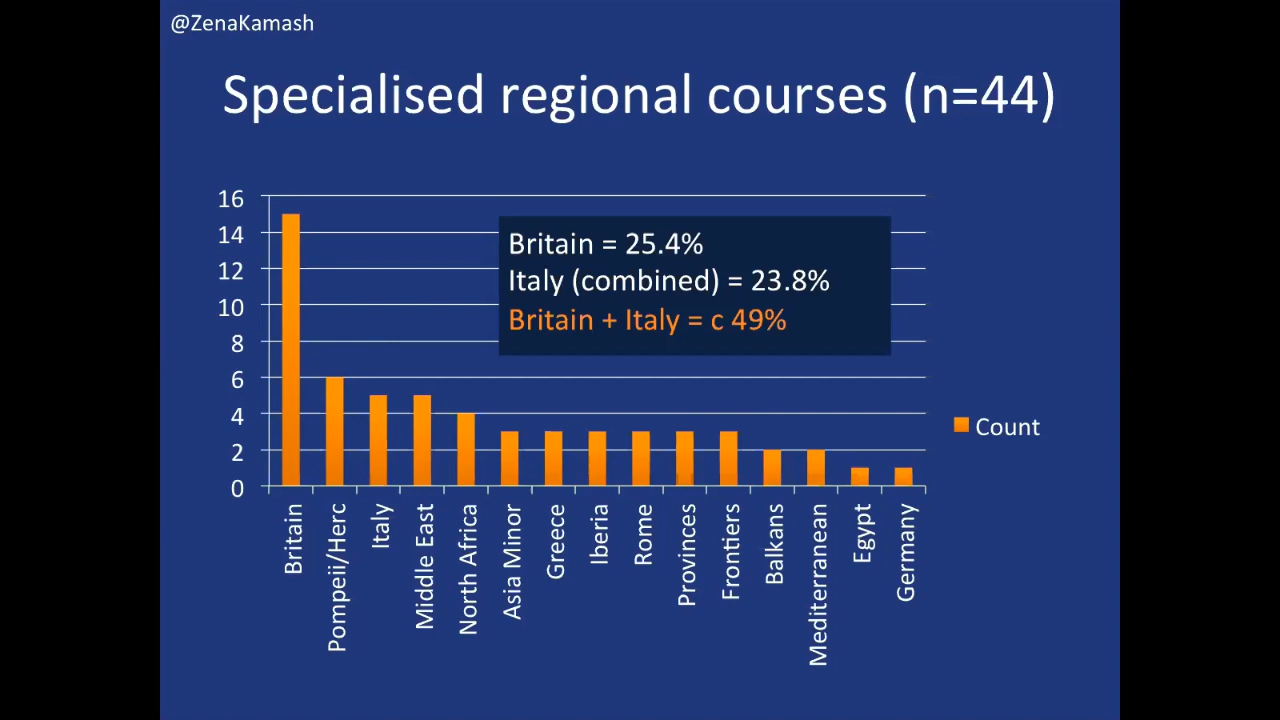 @ZenaKamash
Specialised regional courses (n=44)
16
14
12
10
8
6
4
2
0
Britain = 25.4%
Italy (combined) = 23.8%
Britain + Italy = c 49%
Count
Britain
Pompeii/Herc
Italy
Middle East
North Africa
Asia Minor
Greece
Iberia
Rome
Provinces
Frontiers
Balkans
Mediterranean
Egypt
Germany